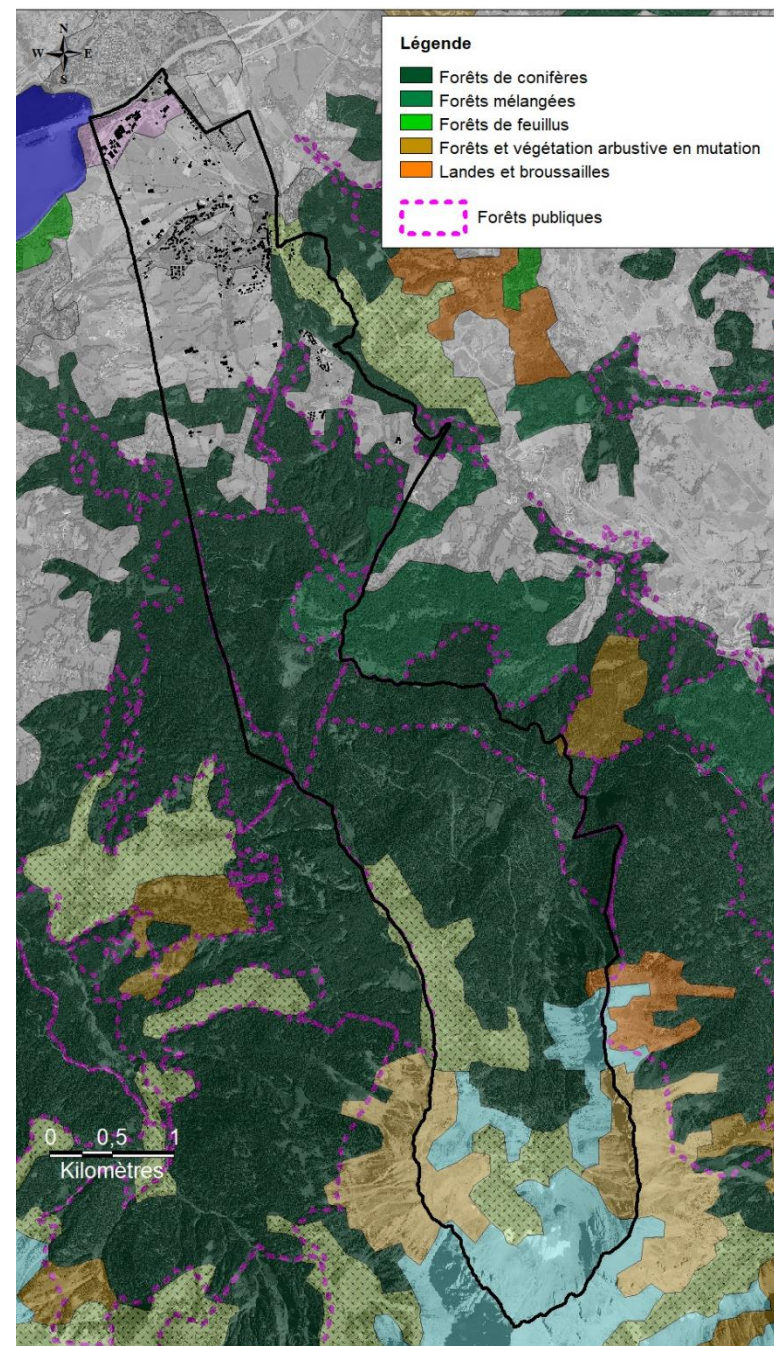 N
W E
S
Légende
Forêts de conifères
Forêts mélangées
Forêts de feuillus
Forêts et végétation arbustive en mutation
Landes et broussailles
Forêts publiques
0 0,5 1
Kilomètres